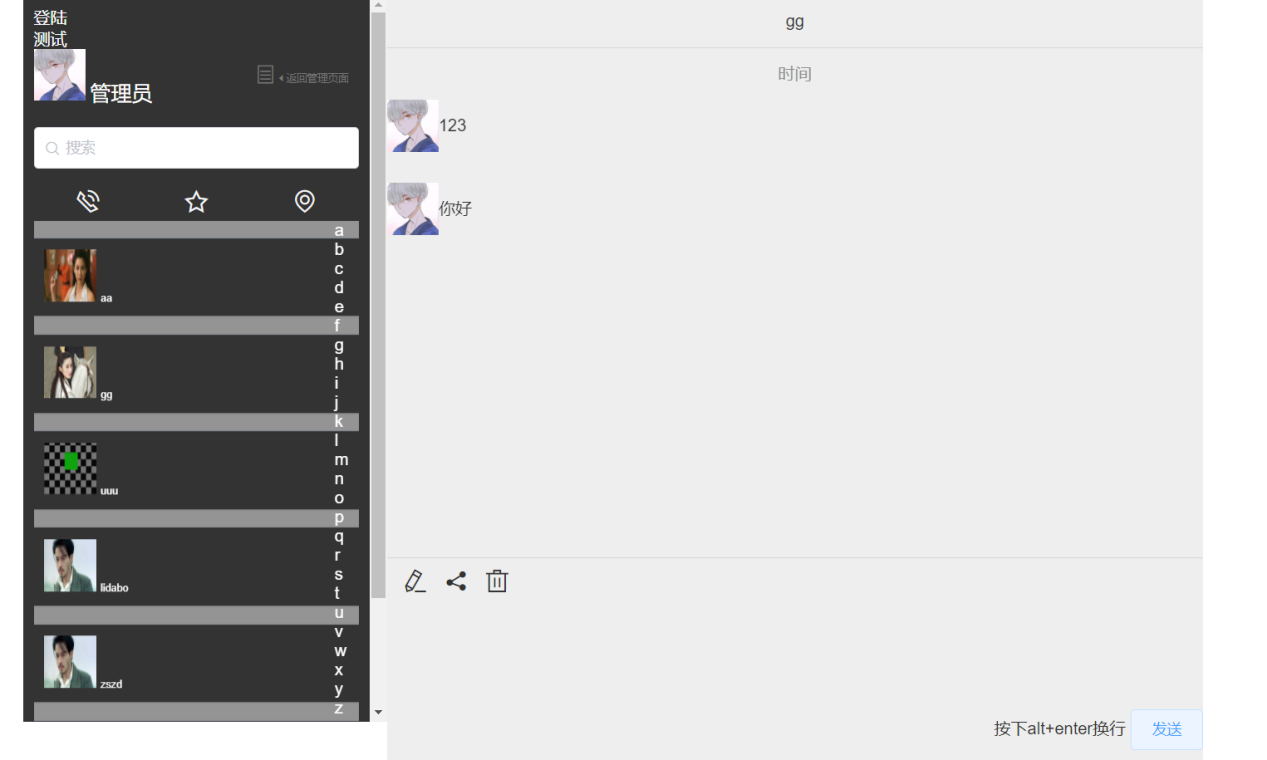 登陆
测试
管理员
返回管理页面
搜索
a
b
c
d
e
f
g
h
i
j
k
l
m
n
o
p
q
r
s
t
u
v
w
x
y
z
aa
gg
uuu
lidabo
zszd
gg
时间
123
你好
按下alt+enter换行 发送